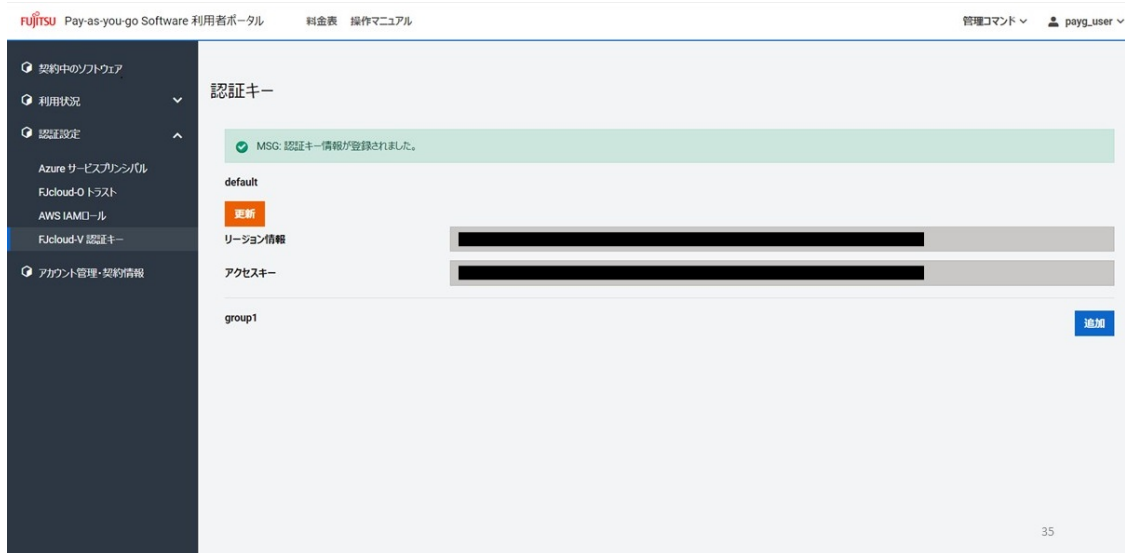 FUJITSU Pay-as-you-go Software 利用者ポータル 料金表 操作マニュアル 管理コマンド payg_user
契約中のソフトウェア
利用状況
認証設定
Azure サービスプリンシパル
FJcloud-O トラスト
AWS IAMロール
FJcloud-V 認証キー
アカウント管理・契約情報
認証キー
MSG: 認証キー情報が登録されました。
default
更新
リージョン情報
アクセスキー
group1 追加
35